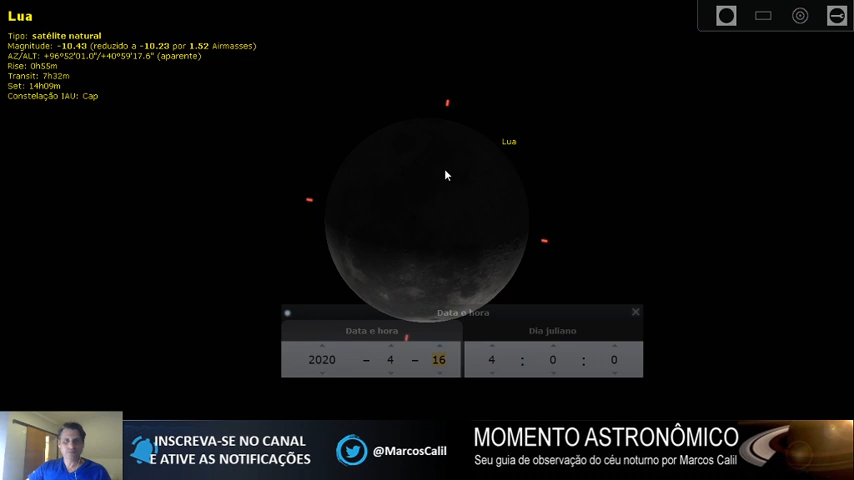 Lua
Tipo: satélite natural
Magnitude: -10.43 (reduzido a -10.23 por 1.52 Airmasses)
AZ/ALT: +96°52'01.0"/+40°59'17.6" (aparente)
Rise: 0h55m
Transit: 7h32m
Set: 14h09m
Constelação IAU: Cap
Lua
Data e hora
Data e hora
Dia juliano
2020 - 4 - 16 4 : 0 : 0
INSCREVA-SE NO CANAL
E ATIVE AS NOTIFICAÇÕES
@MarcosCalil
MOMENTO ASTRONÔMICO
Seu guia de observação do céu noturno por Marcos Calil